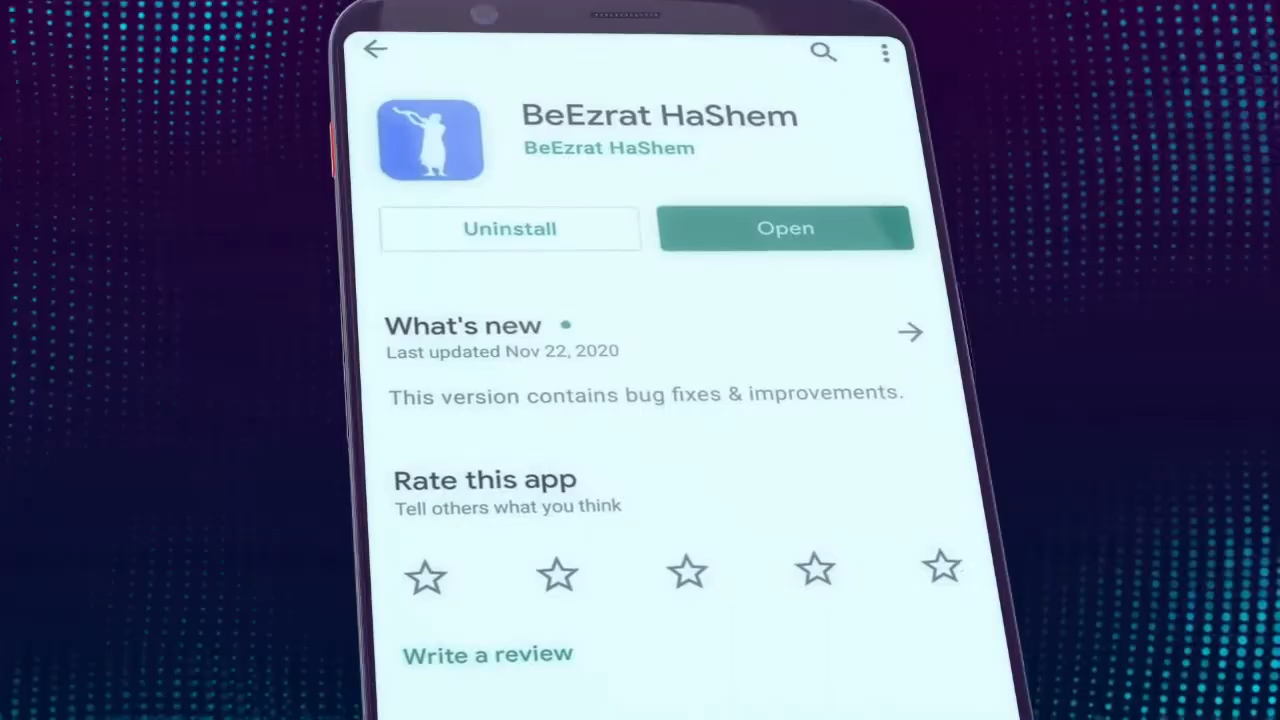 BeEzrat HaShem
BeEzrat HaShem
Uninstall
Open
What's new
Last updated Nov 22, 2020
This version contains bug fixes & improvements.
Rate this app
Tell others what you think
Write a review